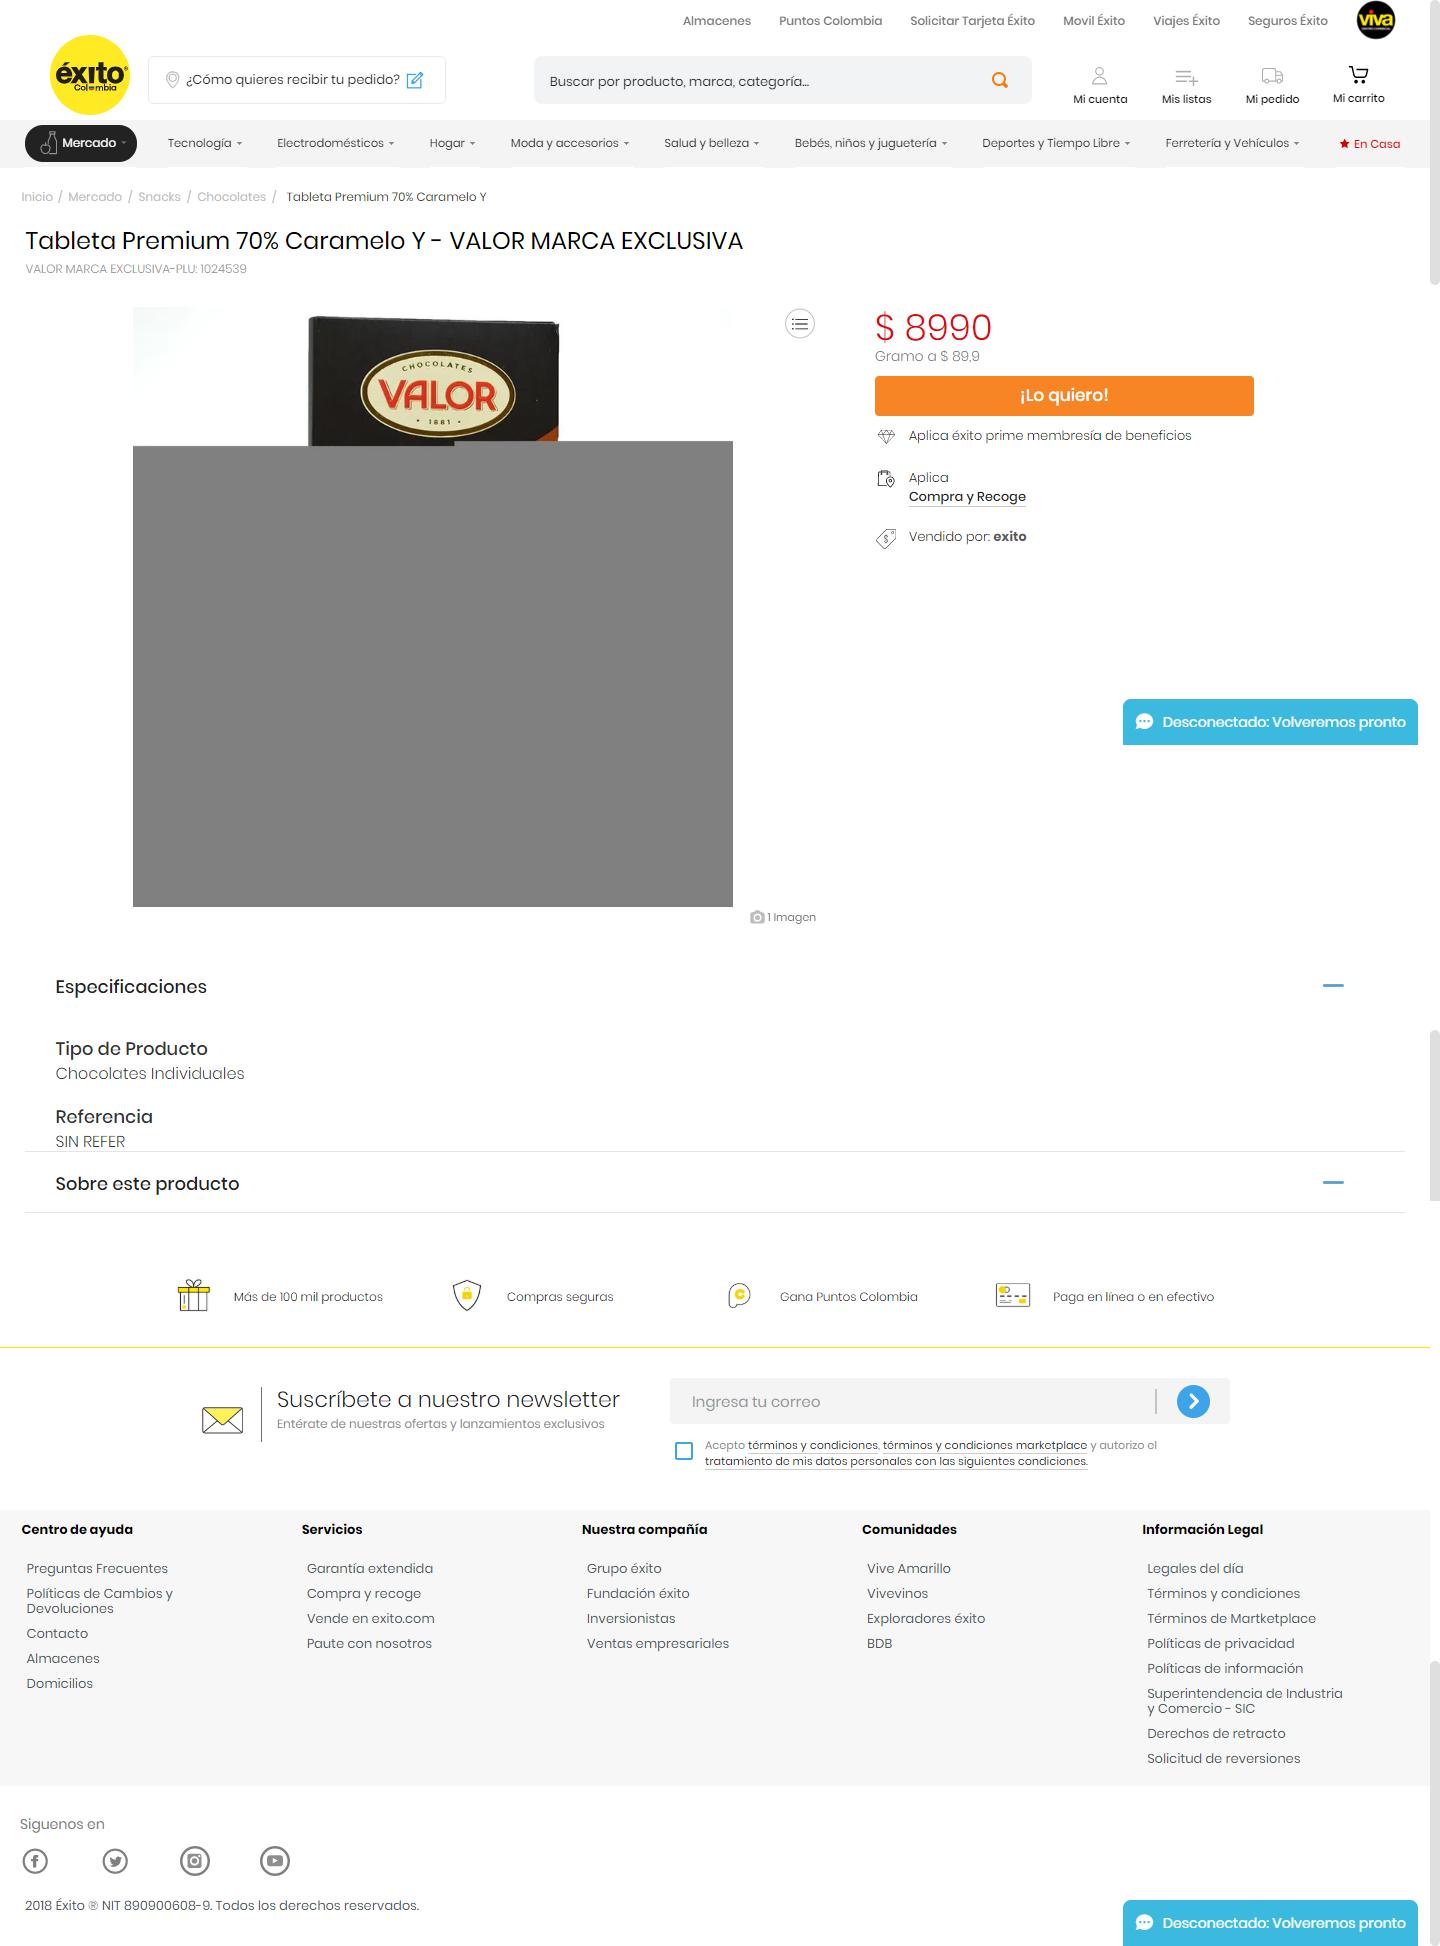 Almacenes Puntos Colombia Solicitar Tarjeta Éxito Movil Éxito Viajes Éxito Seguros Éxito viva
éxito
Colombia
¿Cómo quieres recibir tu pedido?
Buscar por producto, marca, categoría...
Mi cuenta Mis listas Mi pedido Mi carrito
Mercado Tecnología Electrodomésticos Hogar Moda y accesorios Salud y belleza Bebés, niños y juguetería Deportes y Tiempo Libre Ferretería y Vehículos En Casa
Inicio / Mercado / Snacks / Chocolates / Tableta Premium 70% Caramelo Y
Tableta Premium 70% Caramelo Y - VALOR MARCA EXCLUSIVA
VALOR MARCA EXCLUSIVA-PLU: 1024539
CHOCOLATES
VALOR
· 1881 ·
$ 8990
Gramo a $ 89,9
¡Lo quiero!
Aplica éxito prime membresía de beneficios
Aplica
Compra y Recoge
Vendido por: exito
Desconectado: Volveremos pronto
1 Imagen
Especificaciones
Tipo de Producto
Chocolates Individuales
Referencia
SIN REFER
Sobre este producto
Más de 100 mil productos Compras seguras Gana Puntos Colombia Paga en línea o en efectivo
Suscríbete a nuestro newsletter
Entérate de nuestras ofertas y lanzamientos exclusivos
Ingresa tu correo
Acepto términos y condiciones, términos y condiciones marketplace y autorizo el
tratamiento de mis datos personales con las siguientes condiciones.
Centro de ayuda
Preguntas Frecuentes
Políticas de Cambios y
Devoluciones
Contacto
Almacenes
Domicilios
Servicios
Garantía extendida
Compra y recoge
Vende en exito.com
Paute con nosotros
Nuestra compañía
Grupo éxito
Fundación éxito
Inversionistas
Ventas empresariales
Comunidades
Vive Amarillo
Vivevinos
Exploradores éxito
BDB
Información Legal
Legales del día
Términos y condiciones
Términos de Martketplace
Políticas de privacidad
Políticas de información
Superintendencia de Industria
y Comercio - SIC
Derechos de retracto
Solicitud de reversiones
Siguenos en
2018 Éxito ® NIT 890900608-9. Todos los derechos reservados.
Desconectado: Volveremos pronto